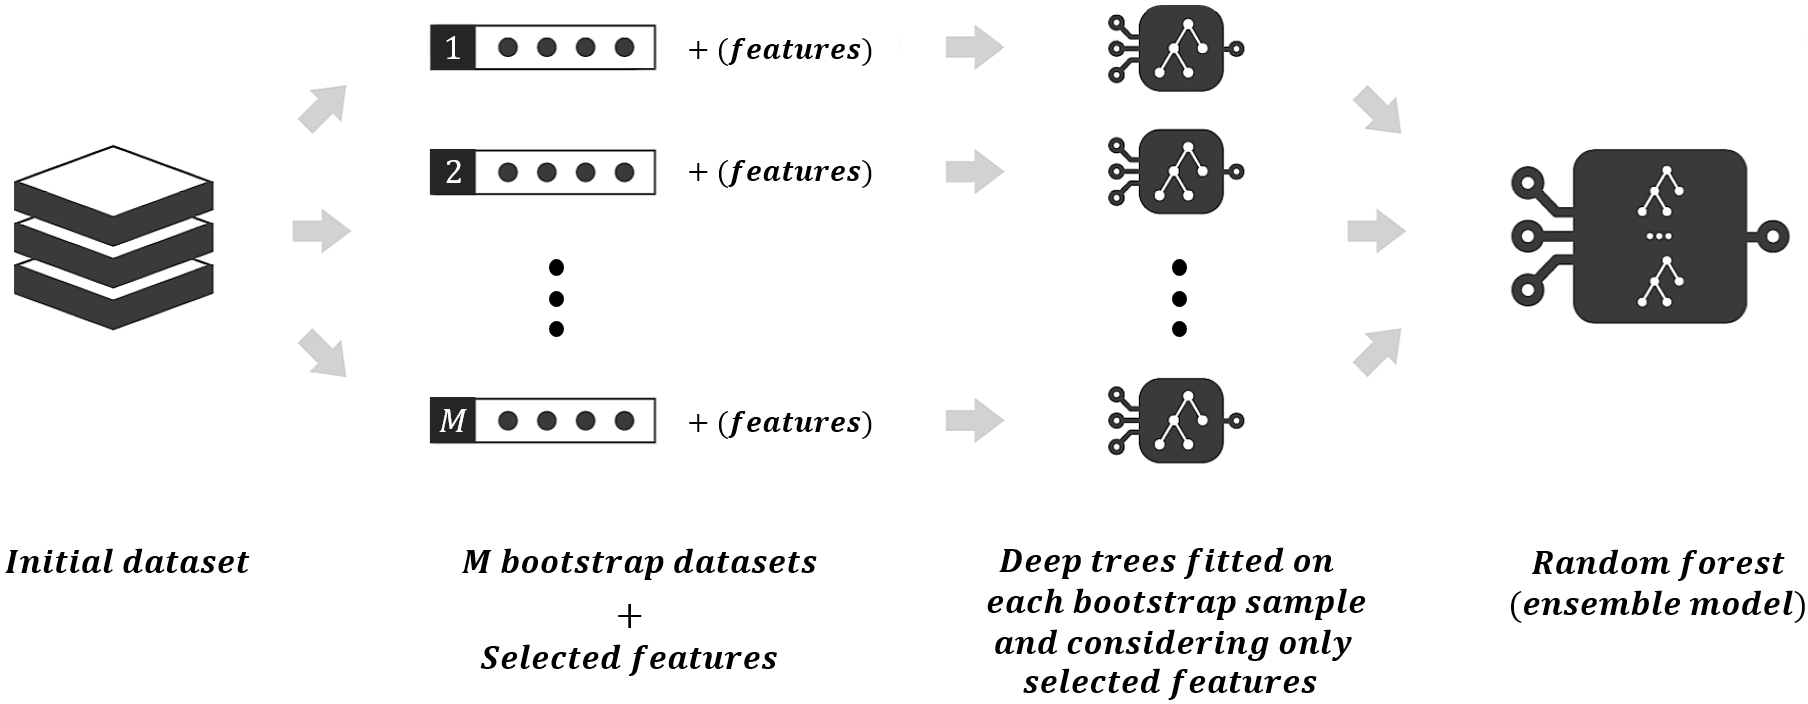 1 + (features)
2 + (features)
M + (features)
Initial dataset
M bootstrap datasets
+
Selected features
Deep trees fitted on
each bootstrap sample
and considering only
selected features
Random forest
(ensemble model)